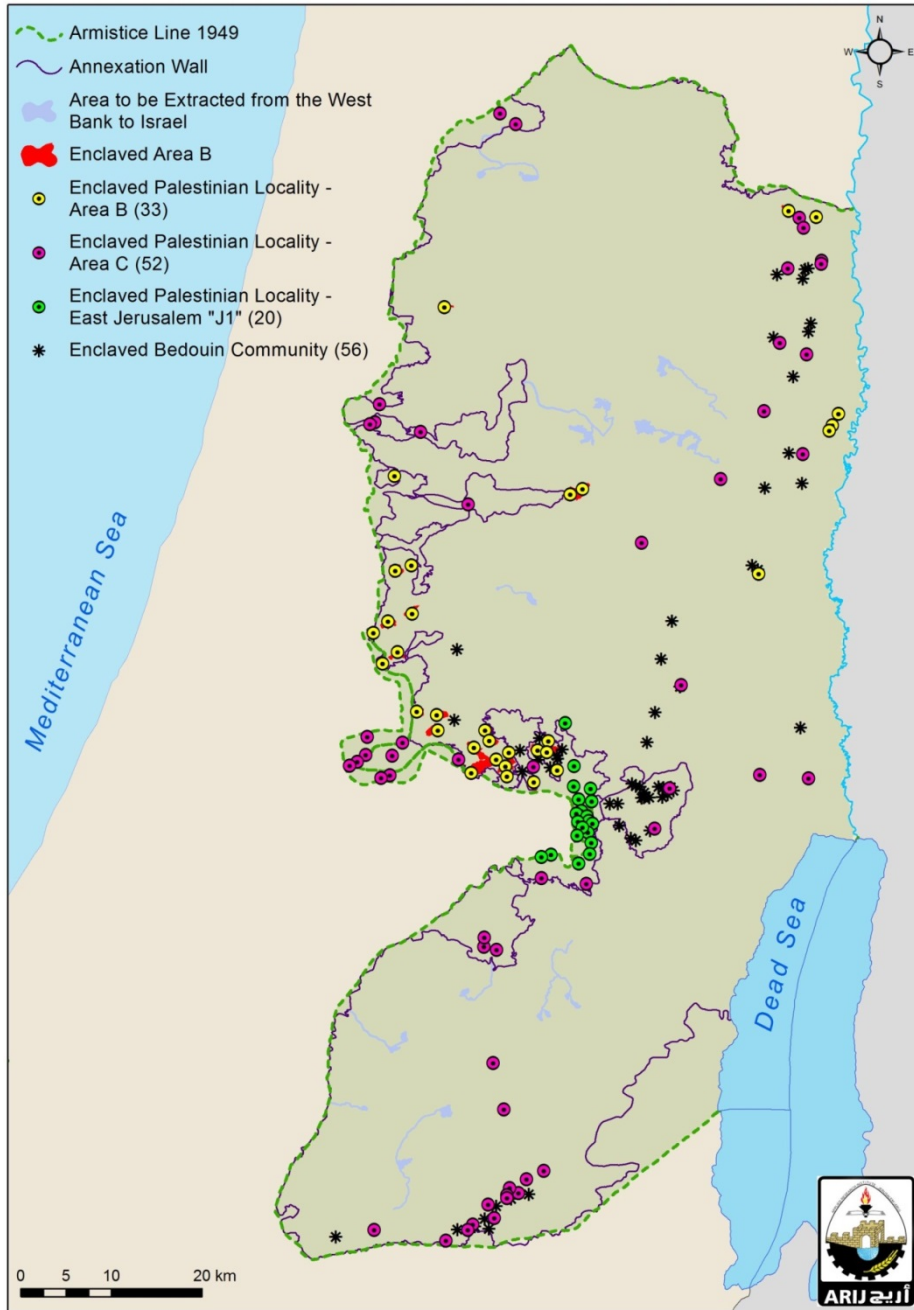 Armistice Line 1949
Annexation Wall
Area to be Extracted from the West
Bank to Israel
Enclaved Area B
Enclaved Palestinian Locality -
Area B (33)
Enclaved Palestinian Locality -
Area C (52)
Enclaved Palestinian Locality -
East Jerusalem "J1" (20)
Enclaved Bedouin Community (56)
N
W
E
S
Mediterranean Sea
Dead Sea
0 5 10 20 km
ARIJ أريج